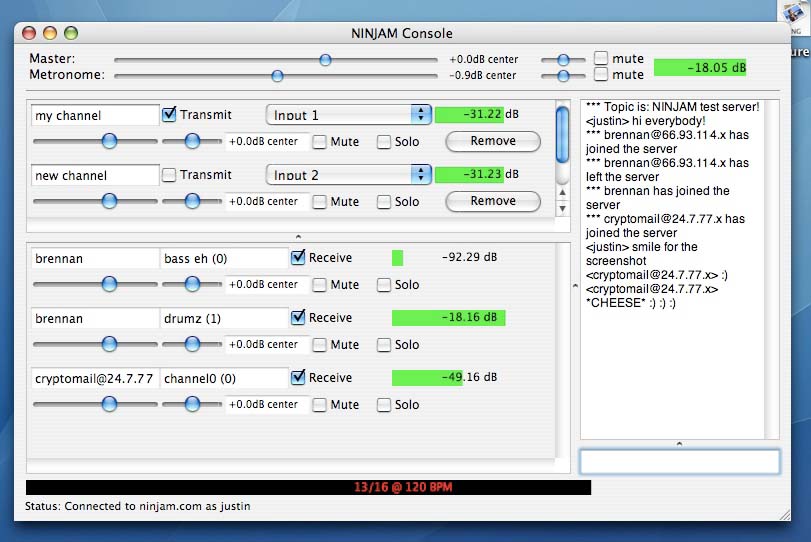 NINJAM Console
Master: +0.0dB center mute -18.05 dB
Metronome: -0.9dB center mute
my channel Transmit Input 1 -31.22 dB
+0.0dB center Mute Solo Remove
new channel Transmit Input 2 -31.23 dB
+0.0dB center Mute Solo Remove
brennan bass eh (0) Receive -92.29 dB
+0.0dB center Mute Solo
brennan drumz (1) Receive -18.16 dB
+0.0dB center Mute Solo
cryptomail@24.7.77 channel0 (0) Receive -49.16 dB
+0.0dB center Mute Solo
*** Topic is: NINJAM test server!
<justin> hi everybody!
*** brennan@66.93.114.x has
joined the server
*** brennan@66.93.114.x has
left the server
*** brennan has joined the
server
*** cryptomail@24.7.77.x has
joined the server
<justin> smile for the
screenshot
<cryptomail@24.7.77.x> :)
<cryptomail@24.7.77.x>
*CHEESE* :) :) :)
13/16 @ 120 BPM
Status: Connected to ninjam.com as justin